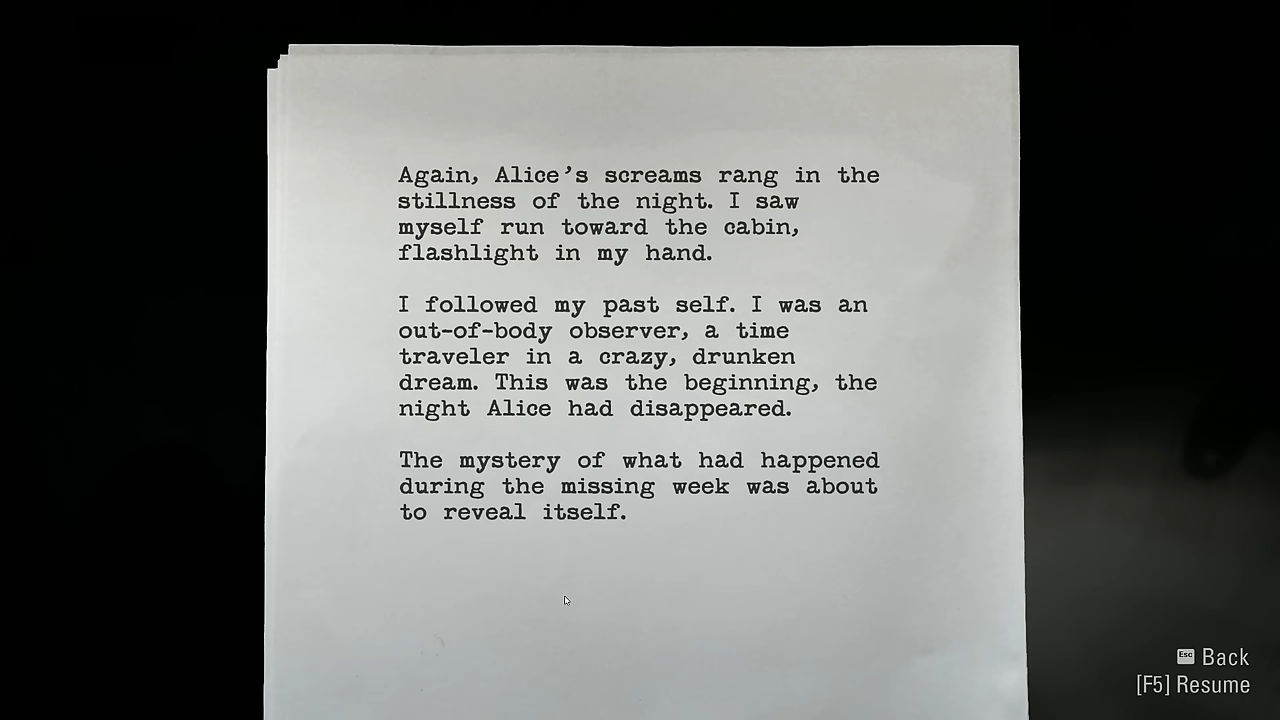 Again, Alice's screams rang in the
stillness of the night. I saw
myself run toward the cabin,
flashlight in my hand.
I followed my past self. I was an
out-of-body observer, a time
traveler in a crazy, drunken
dream. This was the beginning, the
night Alice had disappeared.
The mystery of what had happened
during the missing week was about
to reveal itself.
Esc Back
[F5] Resume